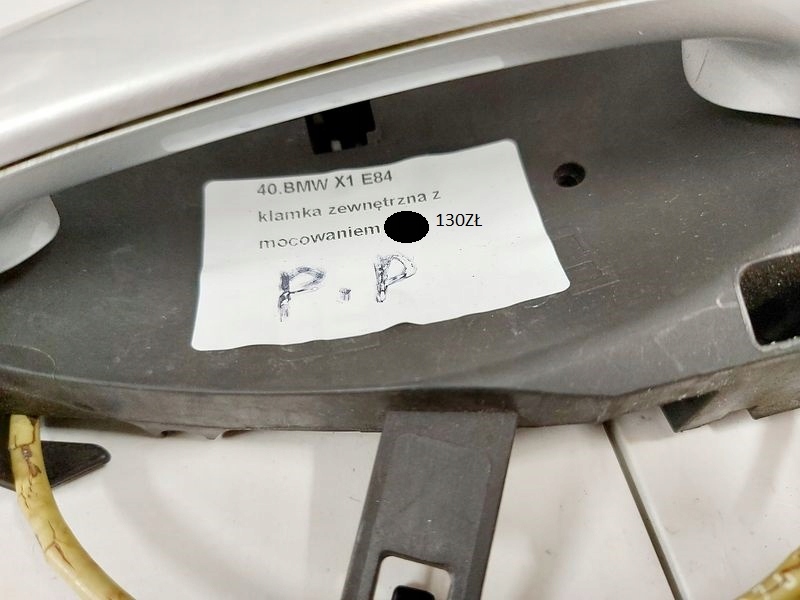 40.BMW X1 E84
klamka zewnętrzna z
mocowaniem 130ZŁ
P.P